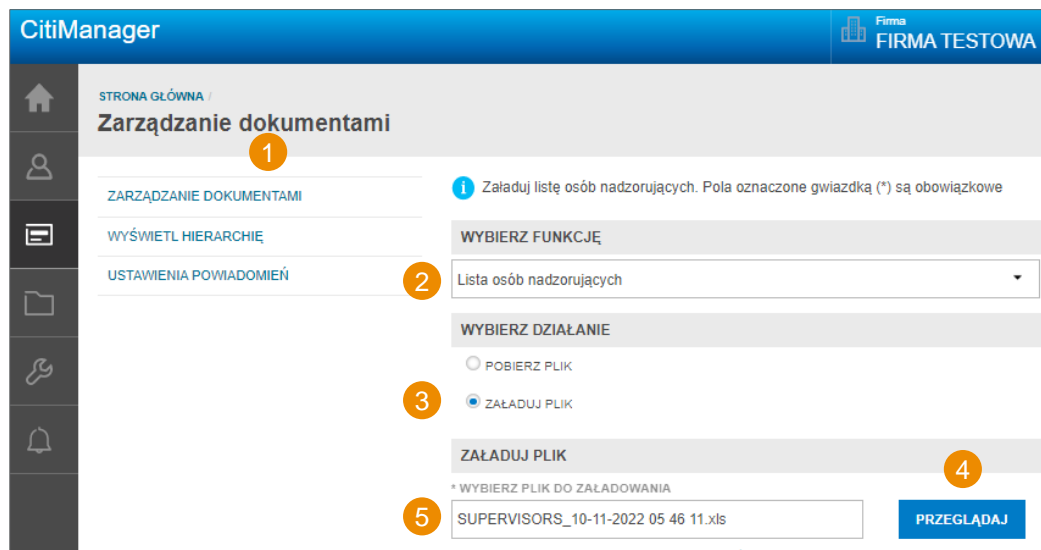 CitiManager
Firma
FIRMA TESTOWA
STRONA GŁÓWNA /
Zarządzanie dokumentami
1
ZARZĄDZANIE DOKUMENTAMI
WYŚWIETL HIERARCHIĘ
USTAWIENIA POWIADOMIEŃ
i Załaduj listę osób nadzorujących. Pola oznaczone gwiazdką (*) są obowiązkowe
WYBIERZ FUNKCJĘ
2 Lista osób nadzorujących
WYBIERZ DZIAŁANIE
POBIERZ PLIK
3 ZAŁADUJ PLIK
ZAŁADUJ PLIK
4
* WYBIERZ PLIK DO ZAŁADOWANIA
5 SUPERVISORS_10-11-2022 05 46 11.xls
PRZEGLĄDAJ